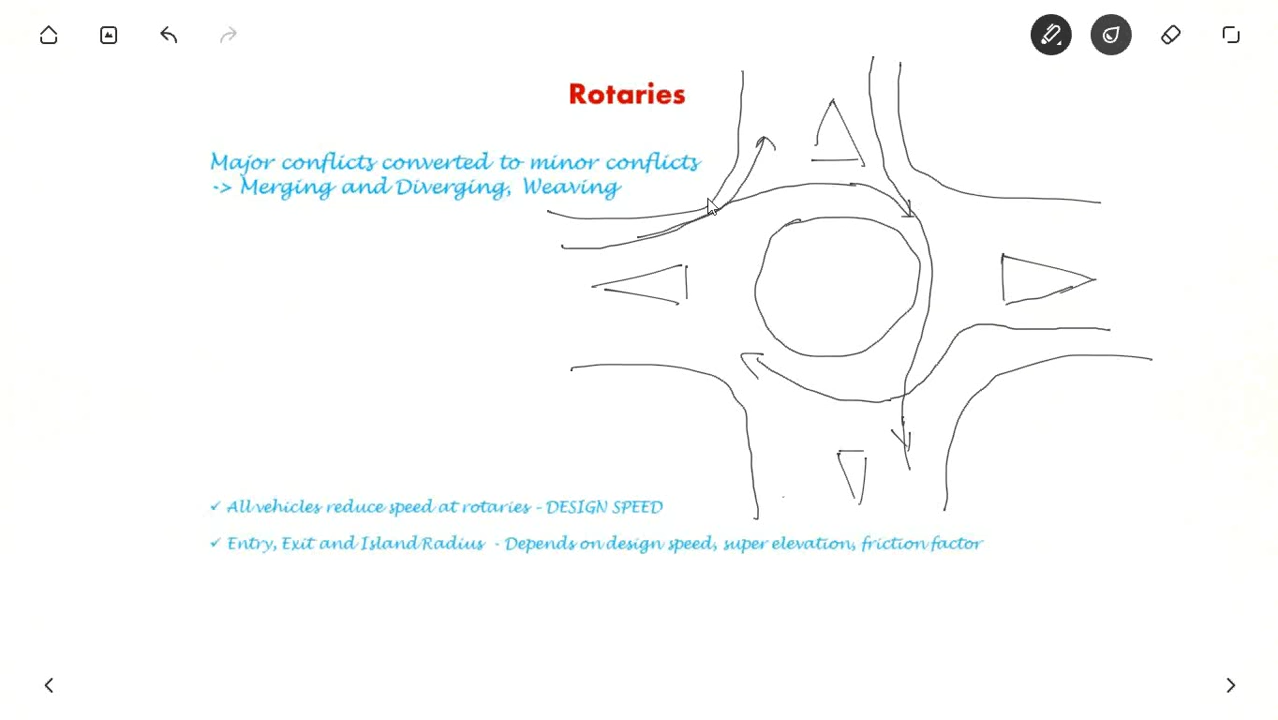 Rotaries
Major conflicts converted to minor conflicts
-> Merging and Diverging, Weaving
✓ All vehicles reduce speed at rotaries - DESIGN SPEED
✓ Entry, Exit and Island Radius - Depends on design speed, super elevation, friction factor